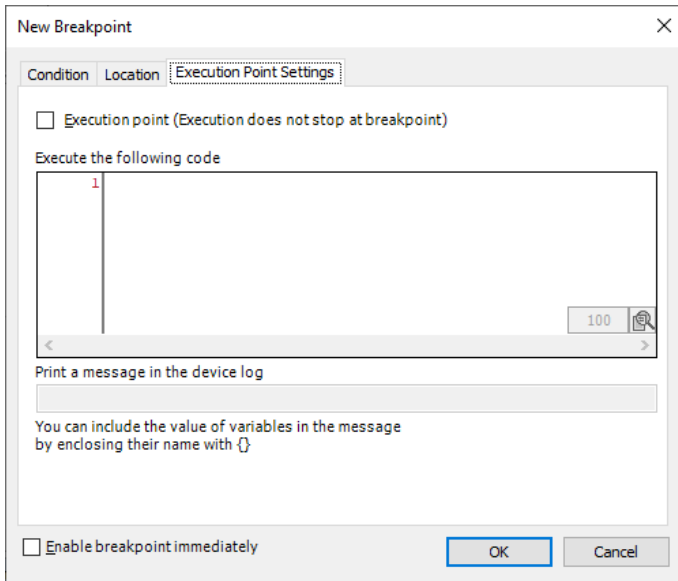 New Breakpoint
Condition Location Execution Point Settings
Execution point (Execution does not stop at breakpoint)
Execute the following code
1
100
Print a message in the device log
You can include the value of variables in the message
by enclosing their name with {}
Enable breakpoint immediately OK Cancel